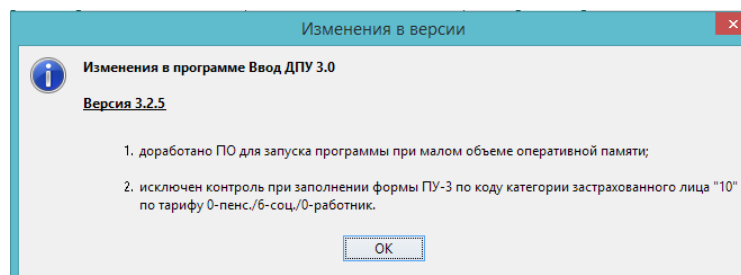 Изменения в версии
Изменения в программе Ввод ДПУ 3.0
Версия 3.2.5
1. доработано ПО для запуска программы при малом объеме оперативной памяти;
2. исключен контроль при заполнении формы ПУ-3 по коду категории застрахованного лица "10"
по тарифу 0-пенс./6-соц./0-работник.
OK